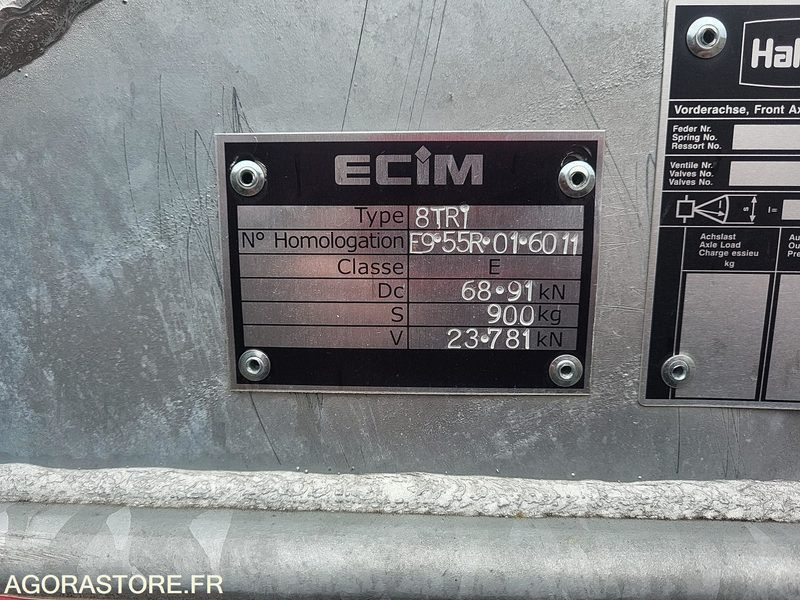 ECIM
Type 8TRI
N° Homologation E9•55R•01•6011
Classe E
Dc 68•91 kN
S 900 kg
V 23•781 kN
Vorderachse, Front
Feder Nr.
Spring No.
Ressort No.
Ventile Nr.
Valves No.
Valves No.
s
l=
Achslast
Axle Load
Charge essieu
kg
AGORASTORE.FR